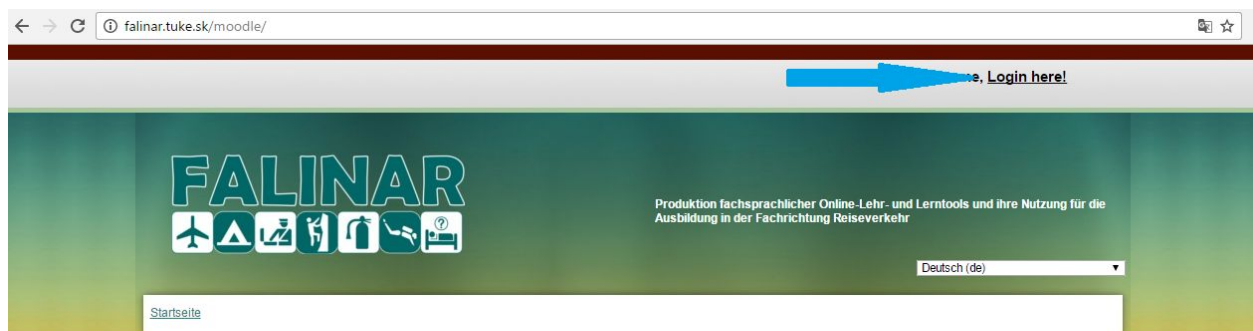 falinar.tuke.sk/moodle/
Login here!
FALINAR
Produktion fachsprachlicher Online-Lehr- und Lerntools und ihre Nutzung für die
Ausbildung in der Fachrichtung Reiseverkehr
?
Deutsch (de)
Startseite